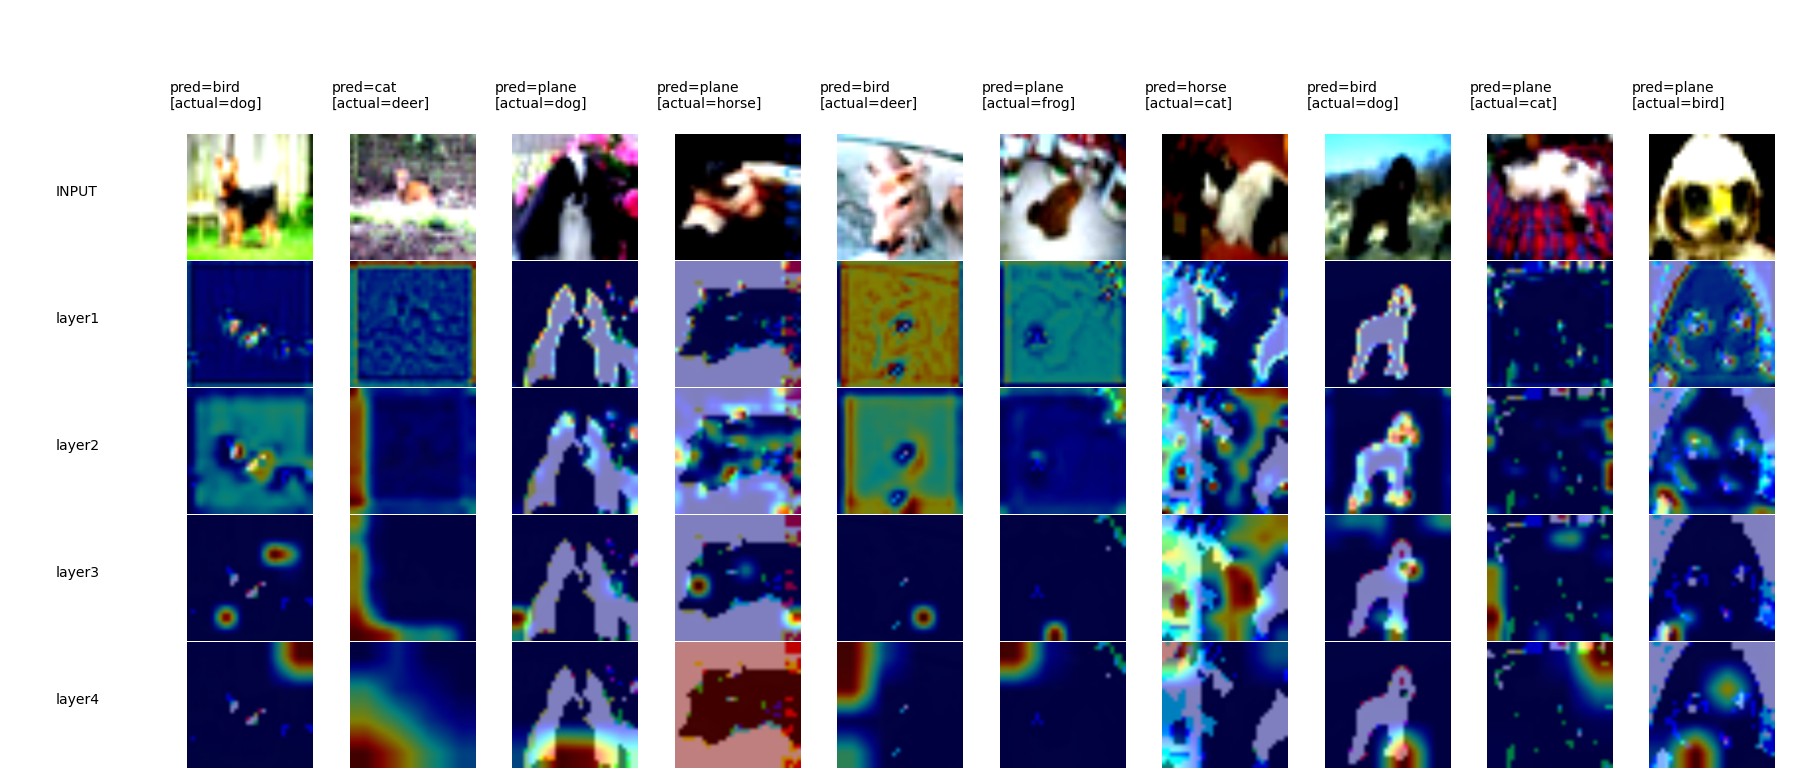 pred=bird
[actual=dog]
pred=cat
[actual=deer]
pred=plane
[actual=dog]
pred=plane
[actual=horse]
pred=bird
[actual=deer]
pred=plane
[actual=frog]
pred=horse
[actual=cat]
pred=bird
[actual=dog]
pred=plane
[actual=cat]
pred=plane
[actual=bird]
INPUT
layer1
layer2
layer3
layer4